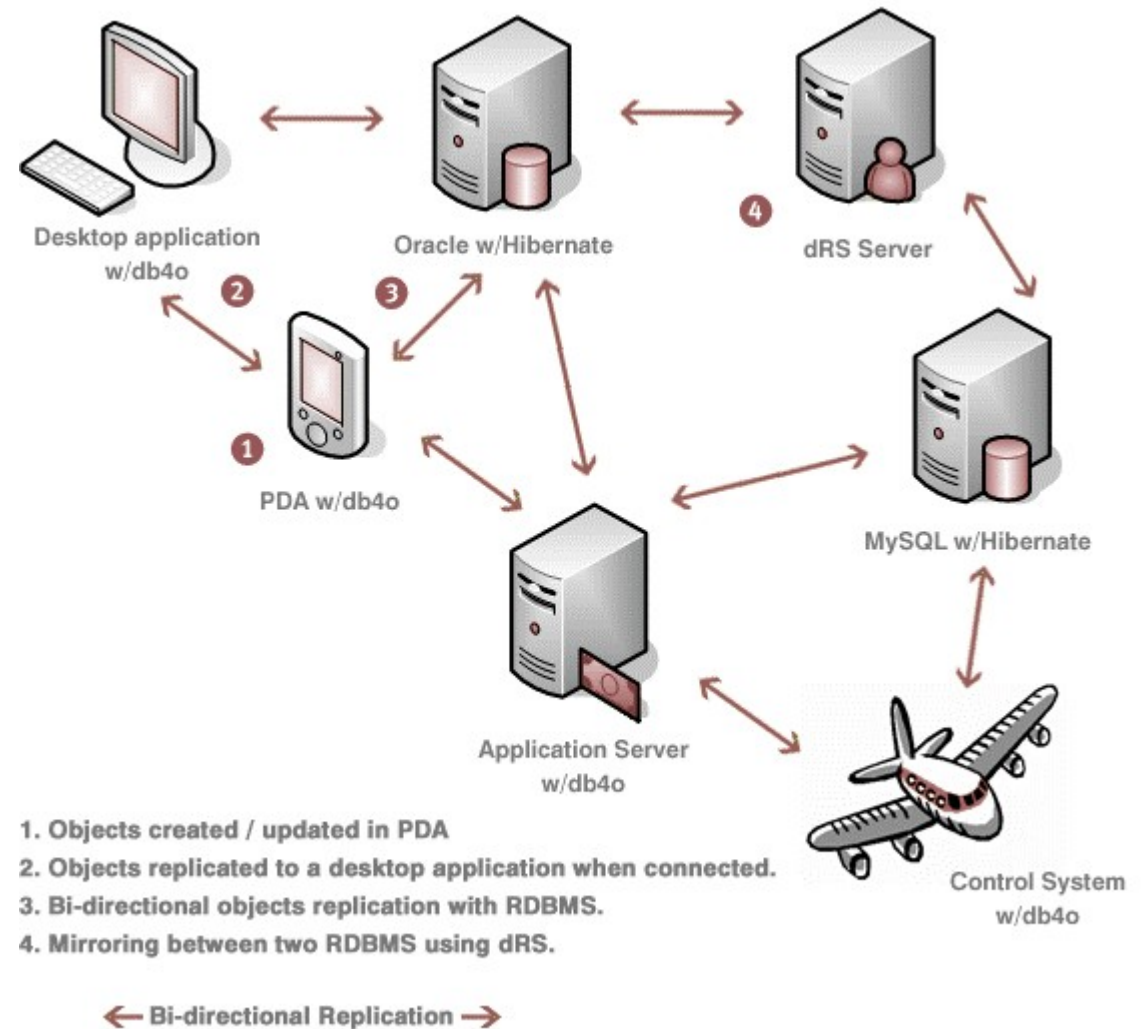 Desktop application
w/db4o
Oracle w/Hibernate
4
dRS Server
2
3
1
PDA w/db4o
MySQL w/Hibernate
Application Server
w/db4o
Control System
w/db4o
1. Objects created / updated in PDA
2. Objects replicated to a desktop application when connected.
3. Bi-directional objects replication with RDBMS.
4. Mirroring between two RDBMS using dRS.
Bi-directional Replication